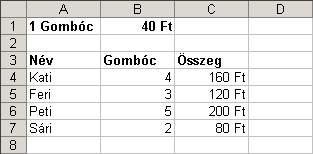 A B C D
1 1 Gombóc 40 Ft
2
3 Név Gombóc Összeg
4 Kati 4 160 Ft
5 Feri 3 120 Ft
6 Peti 5 200 Ft
7 Sári 2 80 Ft
8